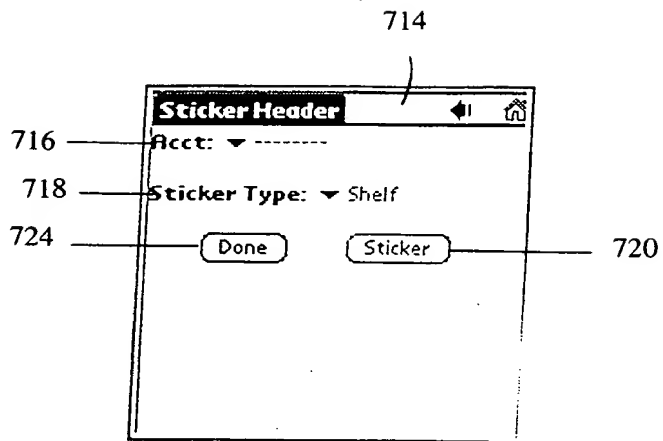 714
Sticker Header
716 Acct: --------
718 Sticker Type: Shelf
724 Done Sticker 720